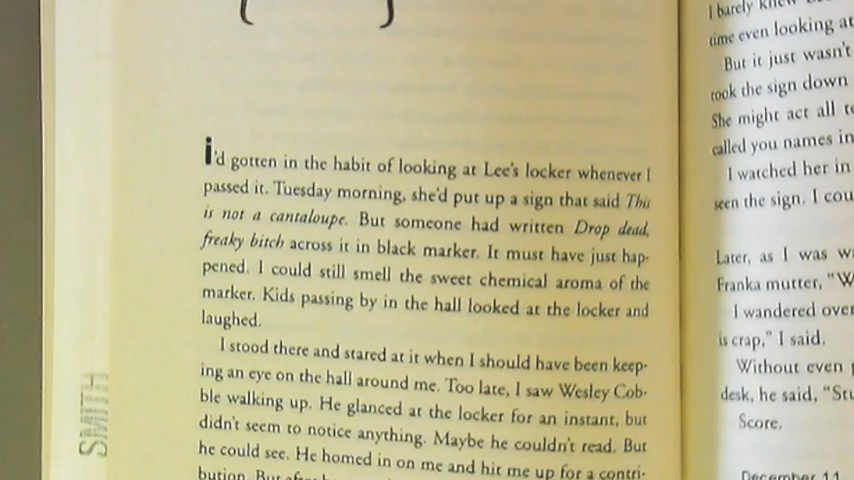 i'd gotten in the habit of looking at Lee's locker whenever I
passed it. Tuesday morning, she'd put up a sign that said This
is not a cantaloupe. But someone had written Drop dead,
freaky bitch across it in black marker. It must have just hap-
pened. I could still smell the sweet chemical aroma of the
marker. Kids passing by in the hall looked at the locker and
laughed.
I stood there and stared at it when I should have been keep-
ing an eye on the hall around me. Too late, I saw Wesley Cob-
ble walking up. He glanced at the locker for an instant, but
didn't seem to notice anything. Maybe he couldn't read. But
he could see. He homed in on me and hit me up for a contri-
bution. But after
SMITH
I barely knew
time even looking at
But it just wasn't
took the sign down
She might act all
called you names in
I watched her in
seen the sign. I cou
Later, as I was
Franka mutter, "W
I wandered over
is crap," I said.
Without even
desk, he said, "Stu
Score.
December 11